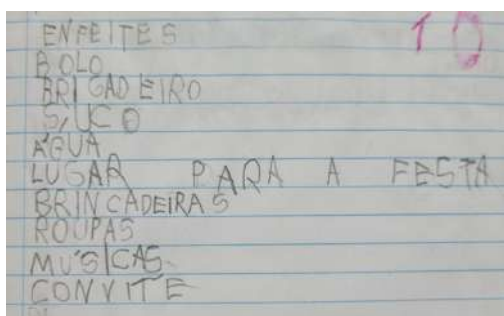 ENFEITES 10
BOLO
BRIGADEIRO
SUCO
ÁGUA
LUGAR PARA A FESTA
BRINCADEIRAS
ROUPAS
MÚSICAS
CONVITE